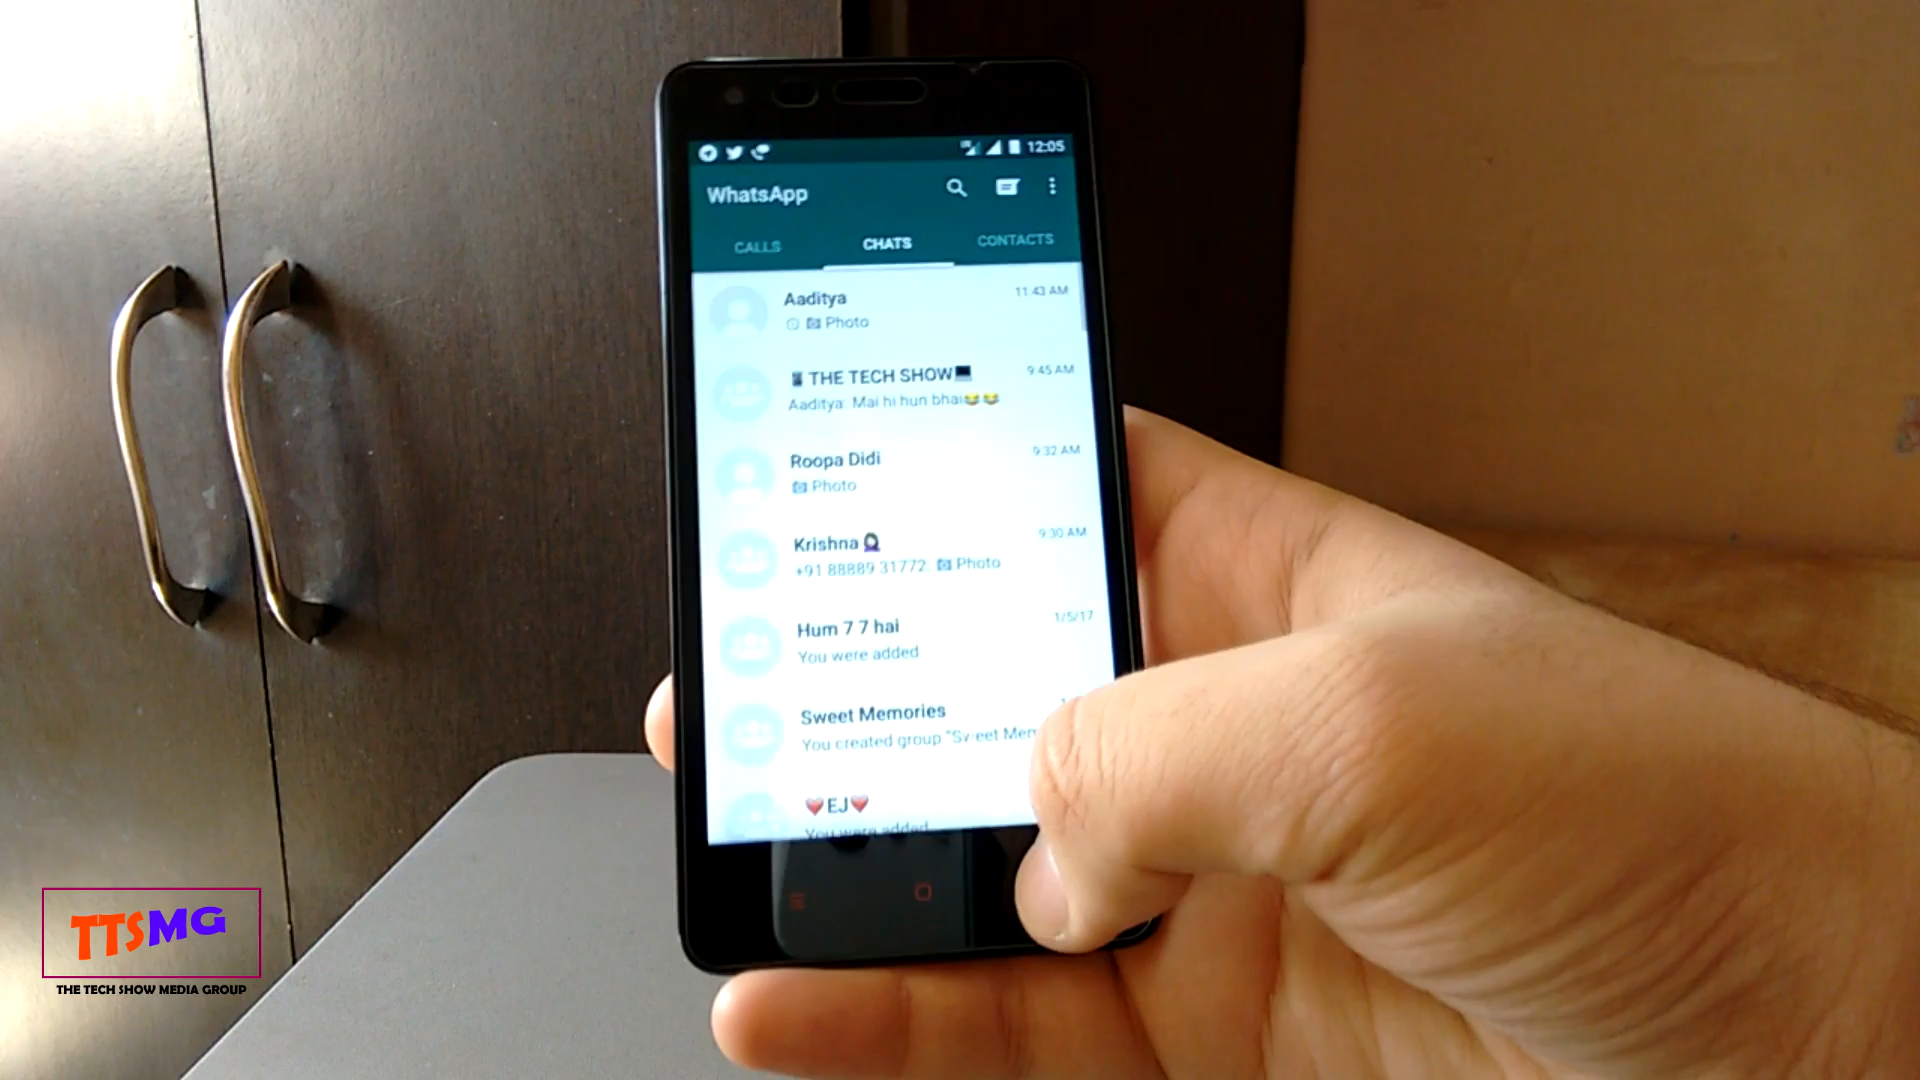 12:05
WhatsApp
CALLS CHATS CONTACTS
Aaditya 11:43 AM
Photo
📱THE TECH SHOW💻 9:45 AM
Aaditya: Mai hi hun bhai😂😂
Roopa Didi 9:32 AM
Photo
Krishna 9:30 AM
+91 88889 31772: Photo
Hum 7 7 hai 1/5/17
You were added
Sweet Memories
You created group "Sweet
❤️EJ❤️
You were added
TTSMG
THE TECH SHOW MEDIA GROUP